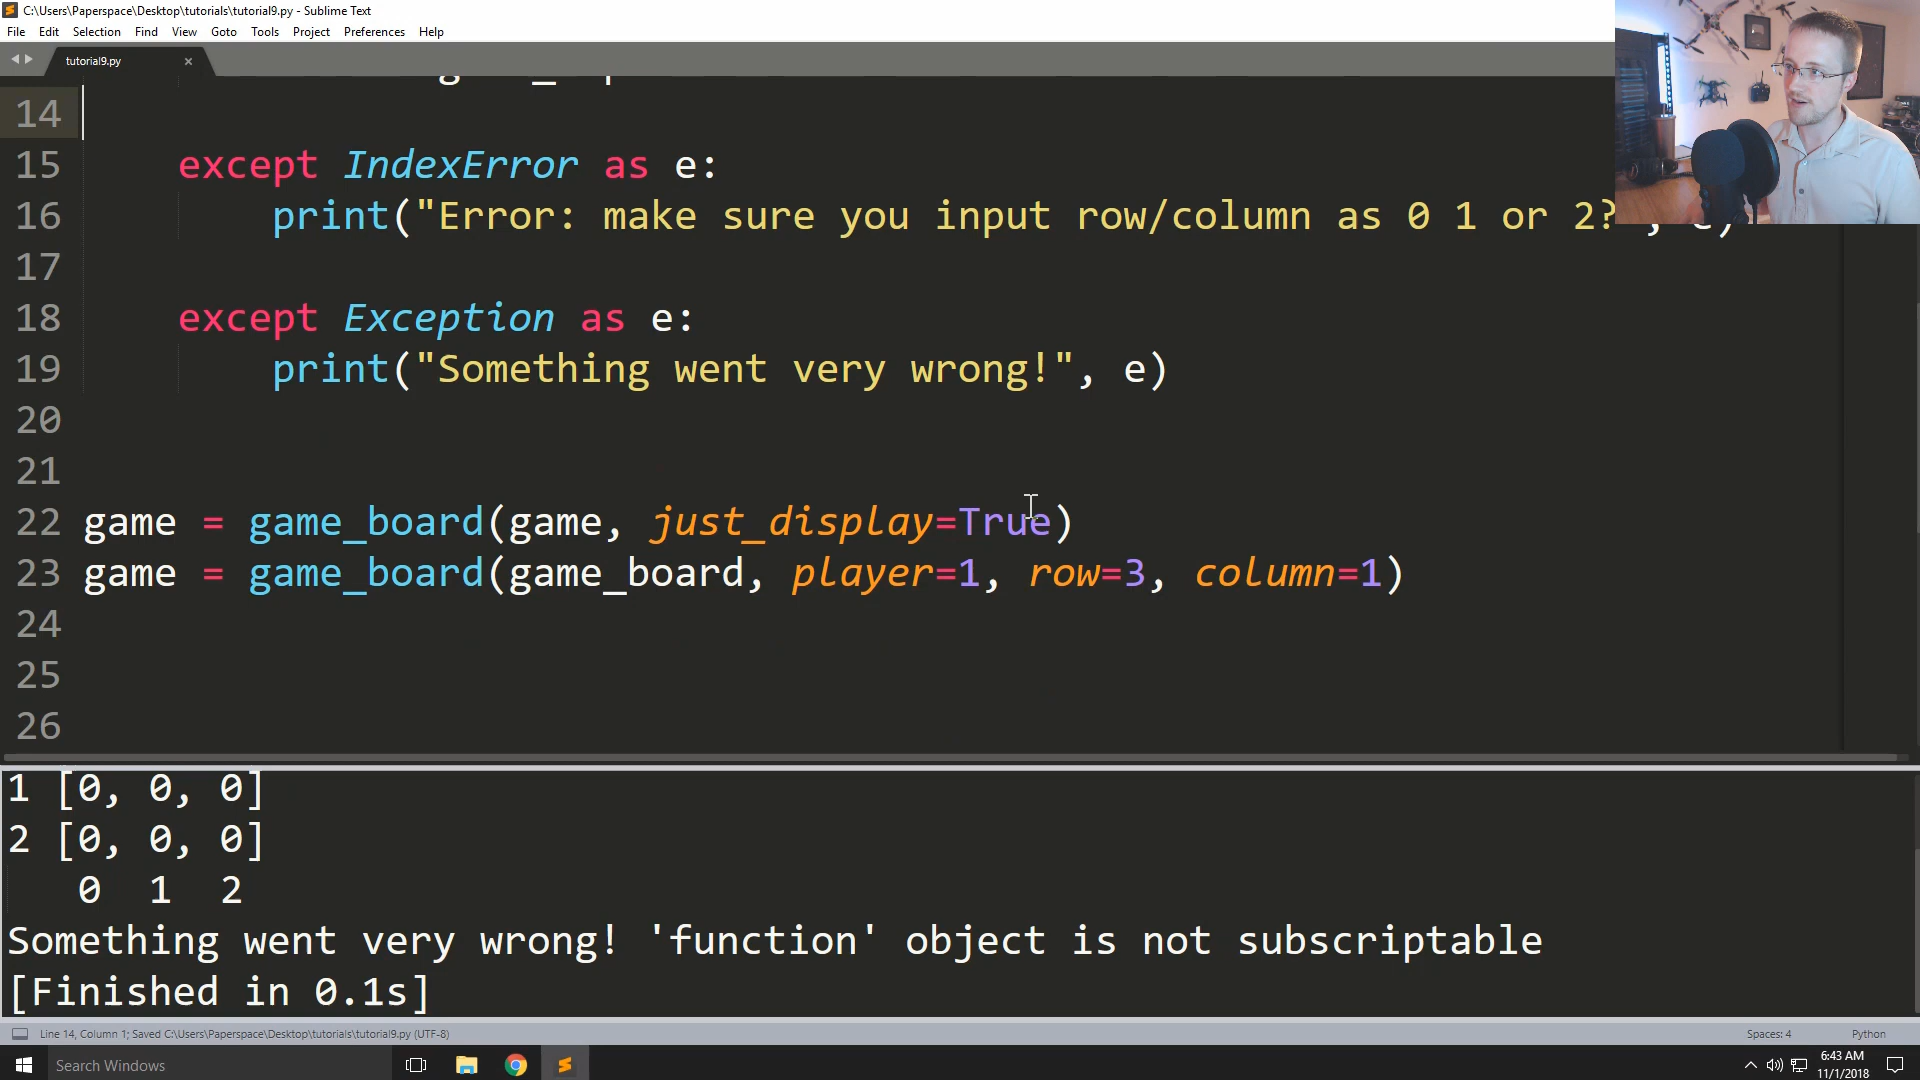 C:\Users\Paperspace\Desktop\tutorials\tutorial9.py - Sublime Text
File Edit Selection Find View Goto Tools Project Preferences Help
tutorial9.py
14
15 except IndexError as e:
16 print("Error: make sure you input row/column as 0 1 or 2?
17
18 except Exception as e:
19 print("Something went very wrong!", e)
20
21
22 game = game_board(game, just_display=True)
23 game = game_board(game_board, player=1, row=3, column=1)
24
25
26
1 [0, 0, 0]
2 [0, 0, 0]
0 1 2
Something went very wrong! 'function' object is not subscriptable
[Finished in 0.1s]
Line 14, Column 1; Saved C:\Users\Paperspace\Desktop\tutorials\tutorial9.py (UTF-8) Spaces: 4 Python
Search Windows
6:43 AM
11/1/2018